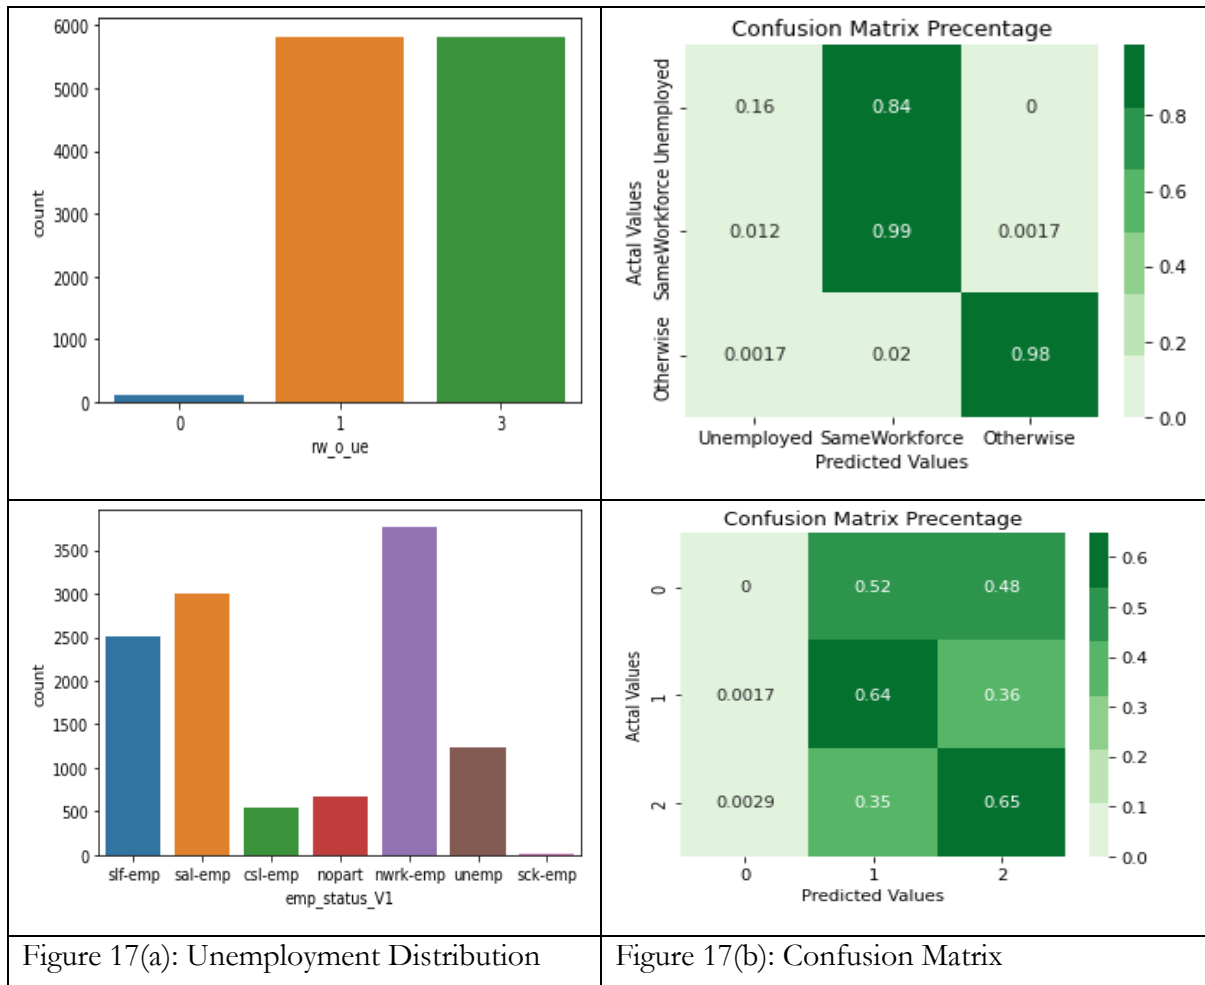 6000
5000
4000
3000
2000
1000
0
count
0 1 3
rw_o_ue
Confusion Matrix Precentage
Actal Values
Unemployed
SameWorkforce
Otherwise
0.16 0.84 0
0.012 0.99 0.0017
0.0017 0.02 0.98
Unemployed SameWorkforce Otherwise
Predicted Values
0.8
0.6
0.4
0.2
0.0
3500
3000
2500
2000
1500
1000
500
0
count
slf-emp sal-emp csl-emp nopart nwrk-emp unemp sck-emp
emp_status_V1
Confusion Matrix Precentage
Actal Values
0
1
2
0 0.52 0.48
0.0017 0.64 0.36
0.0029 0.35 0.65
0 1 2
Predicted Values
0.6
0.5
0.4
0.3
0.2
0.1
0.0
Figure 17(a): Unemployment Distribution
Figure 17(b): Confusion Matrix